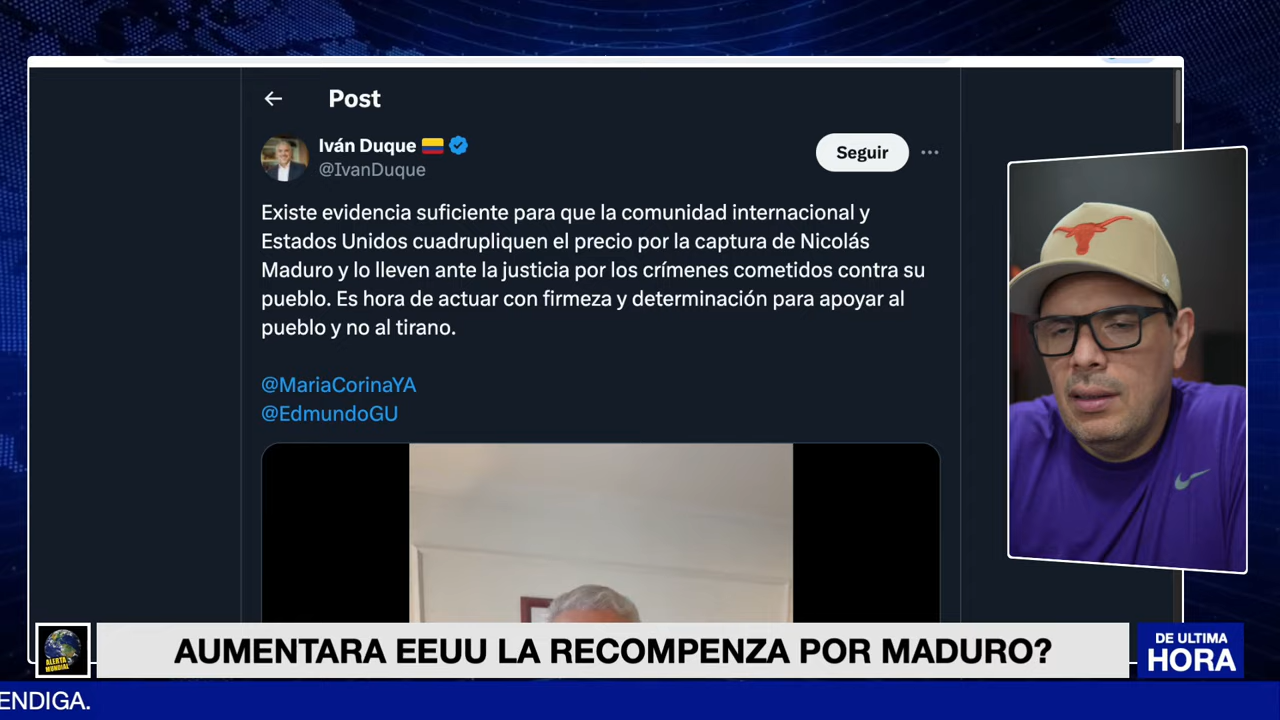 Post
Iván Duque
@IvanDuque
Seguir
Existe evidencia suficiente para que la comunidad internacional y
Estados Unidos cuadrupliquen el precio por la captura de Nicolás
Maduro y lo lleven ante la justicia por los crímenes cometidos contra su
pueblo. Es hora de actuar con firmeza y determinación para apoyar al
pueblo y no al tirano.
@MariaCorinaYA
@EdmundoGU
ALERTA
MUNDIAL
AUMENTARA EEUU LA RECOMPENZA POR MADURO?
DE ULTIMA
HORA
ENDIGA.